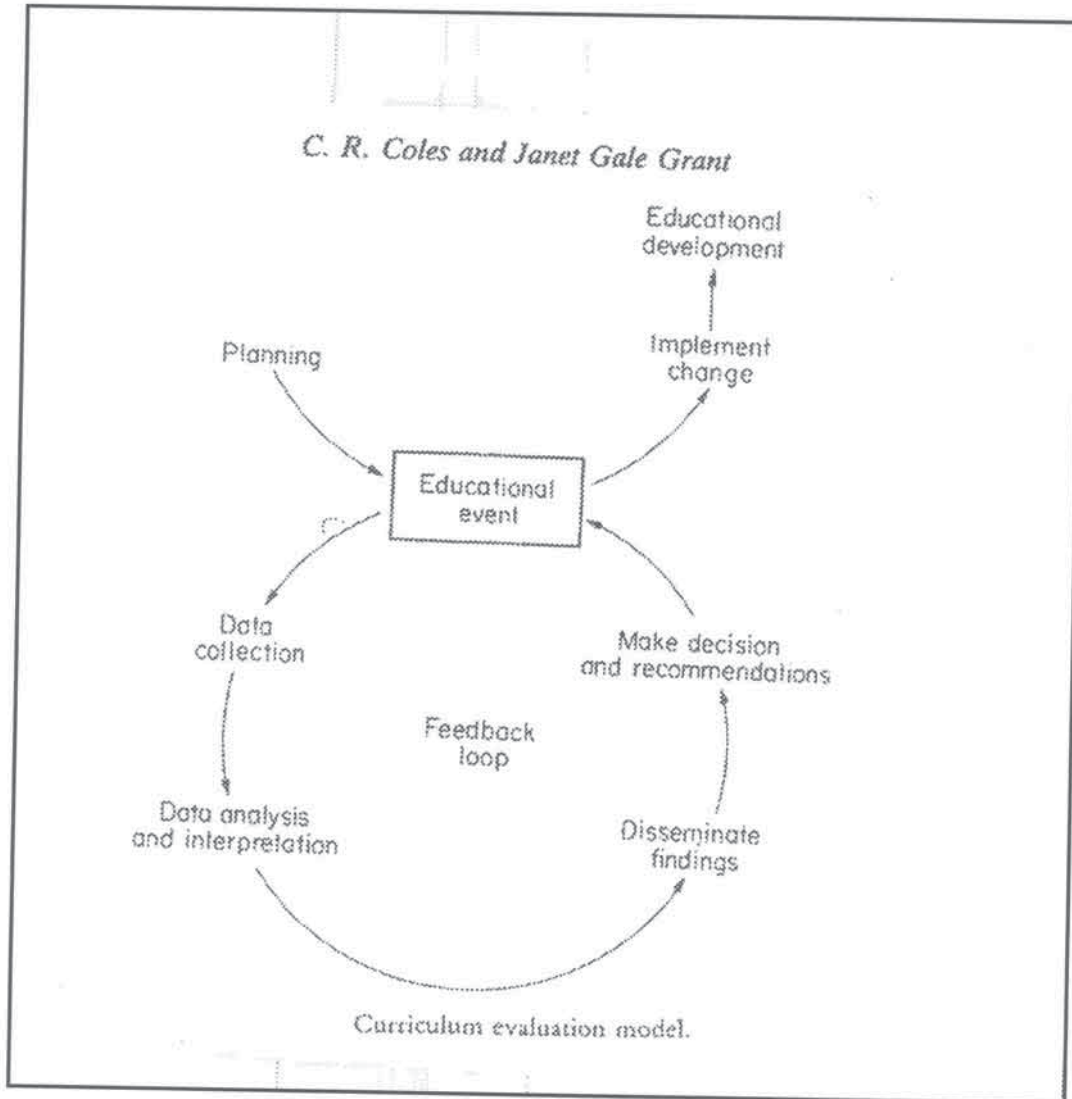 C. R. Coles and Janet Gale Grant
Educational
development
Planning
Implement
change
Educational
event
Data
collection
Make decision
and recommendations
Feedback
loop
Data analysis
and interpretation
Disseminate
findings
Curriculum evaluation model.